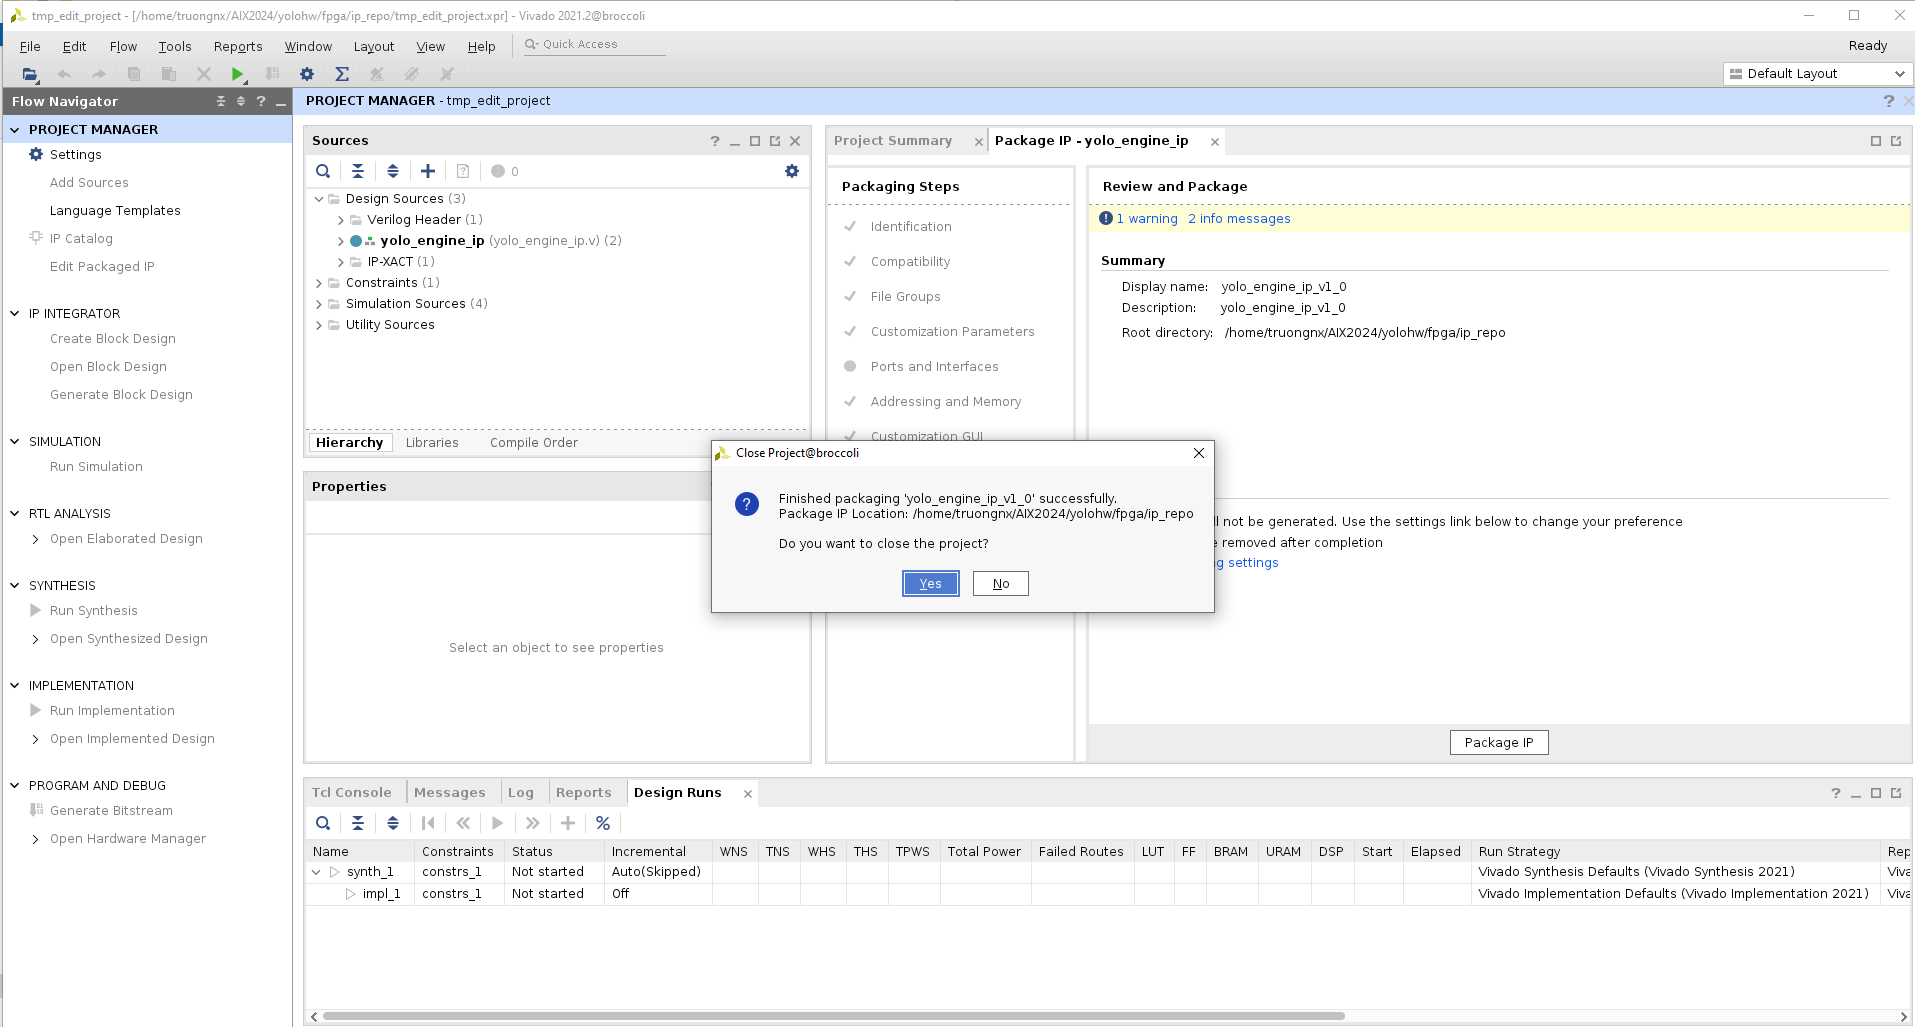 tmp_edit_project - [/home/truongnx/AIX2024/yolohw/fpga/ip_repo/tmp_edit_project.xpr] - Vivado 2021.2@broccoli
File Edit Flow Tools Reports Window Layout View Help Quick Access Ready
Default Layout
Flow Navigator
PROJECT MANAGER
Settings
Add Sources
Language Templates
IP Catalog
Edit Packaged IP
IP INTEGRATOR
Create Block Design
Open Block Design
Generate Block Design
SIMULATION
Run Simulation
RTL ANALYSIS
Open Elaborated Design
SYNTHESIS
Run Synthesis
Open Synthesized Design
IMPLEMENTATION
Run Implementation
Open Implemented Design
PROGRAM AND DEBUG
Generate Bitstream
Open Hardware Manager
PROJECT MANAGER - tmp_edit_project
Sources
0
Design Sources (3)
Verilog Header (1)
yolo_engine_ip (yolo_engine_ip.v) (2)
IP-XACT (1)
Constraints (1)
Simulation Sources (4)
Utility Sources
Hierarchy Libraries Compile Order
Properties
Select an object to see properties
Project Summary Package IP - yolo_engine_ip
Packaging Steps
Identification
Compatibility
File Groups
Customization Parameters
Ports and Interfaces
Addressing and Memory
Customization GUI
Review and Package
1 warning 2 info messages
Summary
Display name: yolo_engine_ip_v1_0
Description: yolo_engine_ip_v1_0
Root directory: /home/truongnx/AIX2024/yolohw/fpga/ip_repo
not be generated. Use the settings link below to change your preference
removed after completion
settings
Package IP
Close Project@broccoli
Finished packaging 'yolo_engine_ip_v1_0' successfully.
Package IP Location: /home/truongnx/AIX2024/yolohw/fpga/ip_repo
Do you want to close the project?
Yes No
Tcl Console Messages Log Reports Design Runs
Name Constraints Status Incremental WNS TNS WHS THS TPWS Total Power Failed Routes LUT FF BRAM URAM DSP Start Elapsed Run Strategy Rep
synth_1 constrs_1 Not started Auto(Skipped) Vivado Synthesis Defaults (Vivado Synthesis 2021) Viva
impl_1 constrs_1 Not started Off Vivado Implementation Defaults (Vivado Implementation 2021) Viva